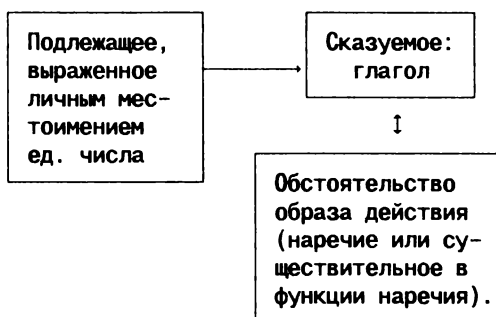 Подлежащее,
выраженное
личным мес-
тоимением
ед. числа
Сказуемое:
глагол
Обстоятельство
образа действия
(наречие или су-
ществительное в
функции наречия).